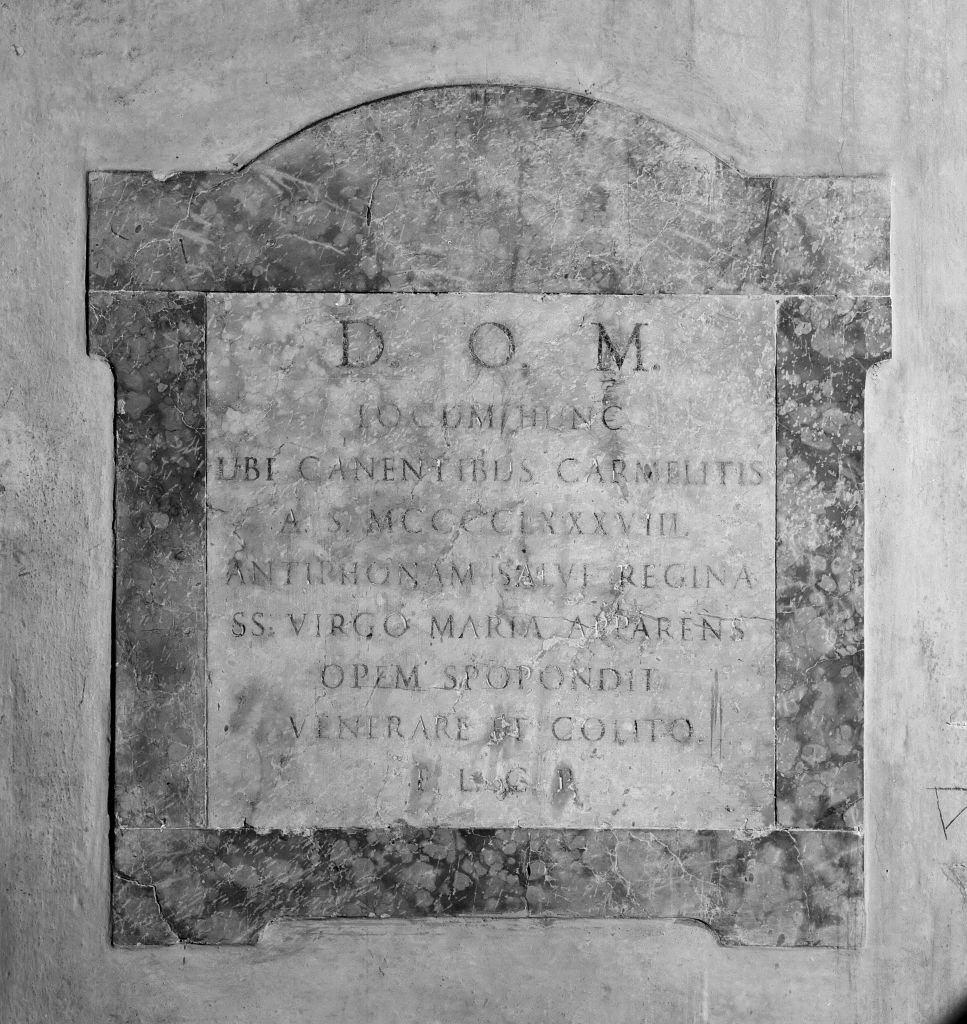 D. O. M.
LOCUM HUNC
UBI CANENTIBUS CARMELITIS
A. S. MCCCCLXXXVIII.
ANTIPHONAM SALVE REGINA
SS. VIRGO MARIA APPARENS
OPEM SPOPONDIT
VENERARE ET COLITO.